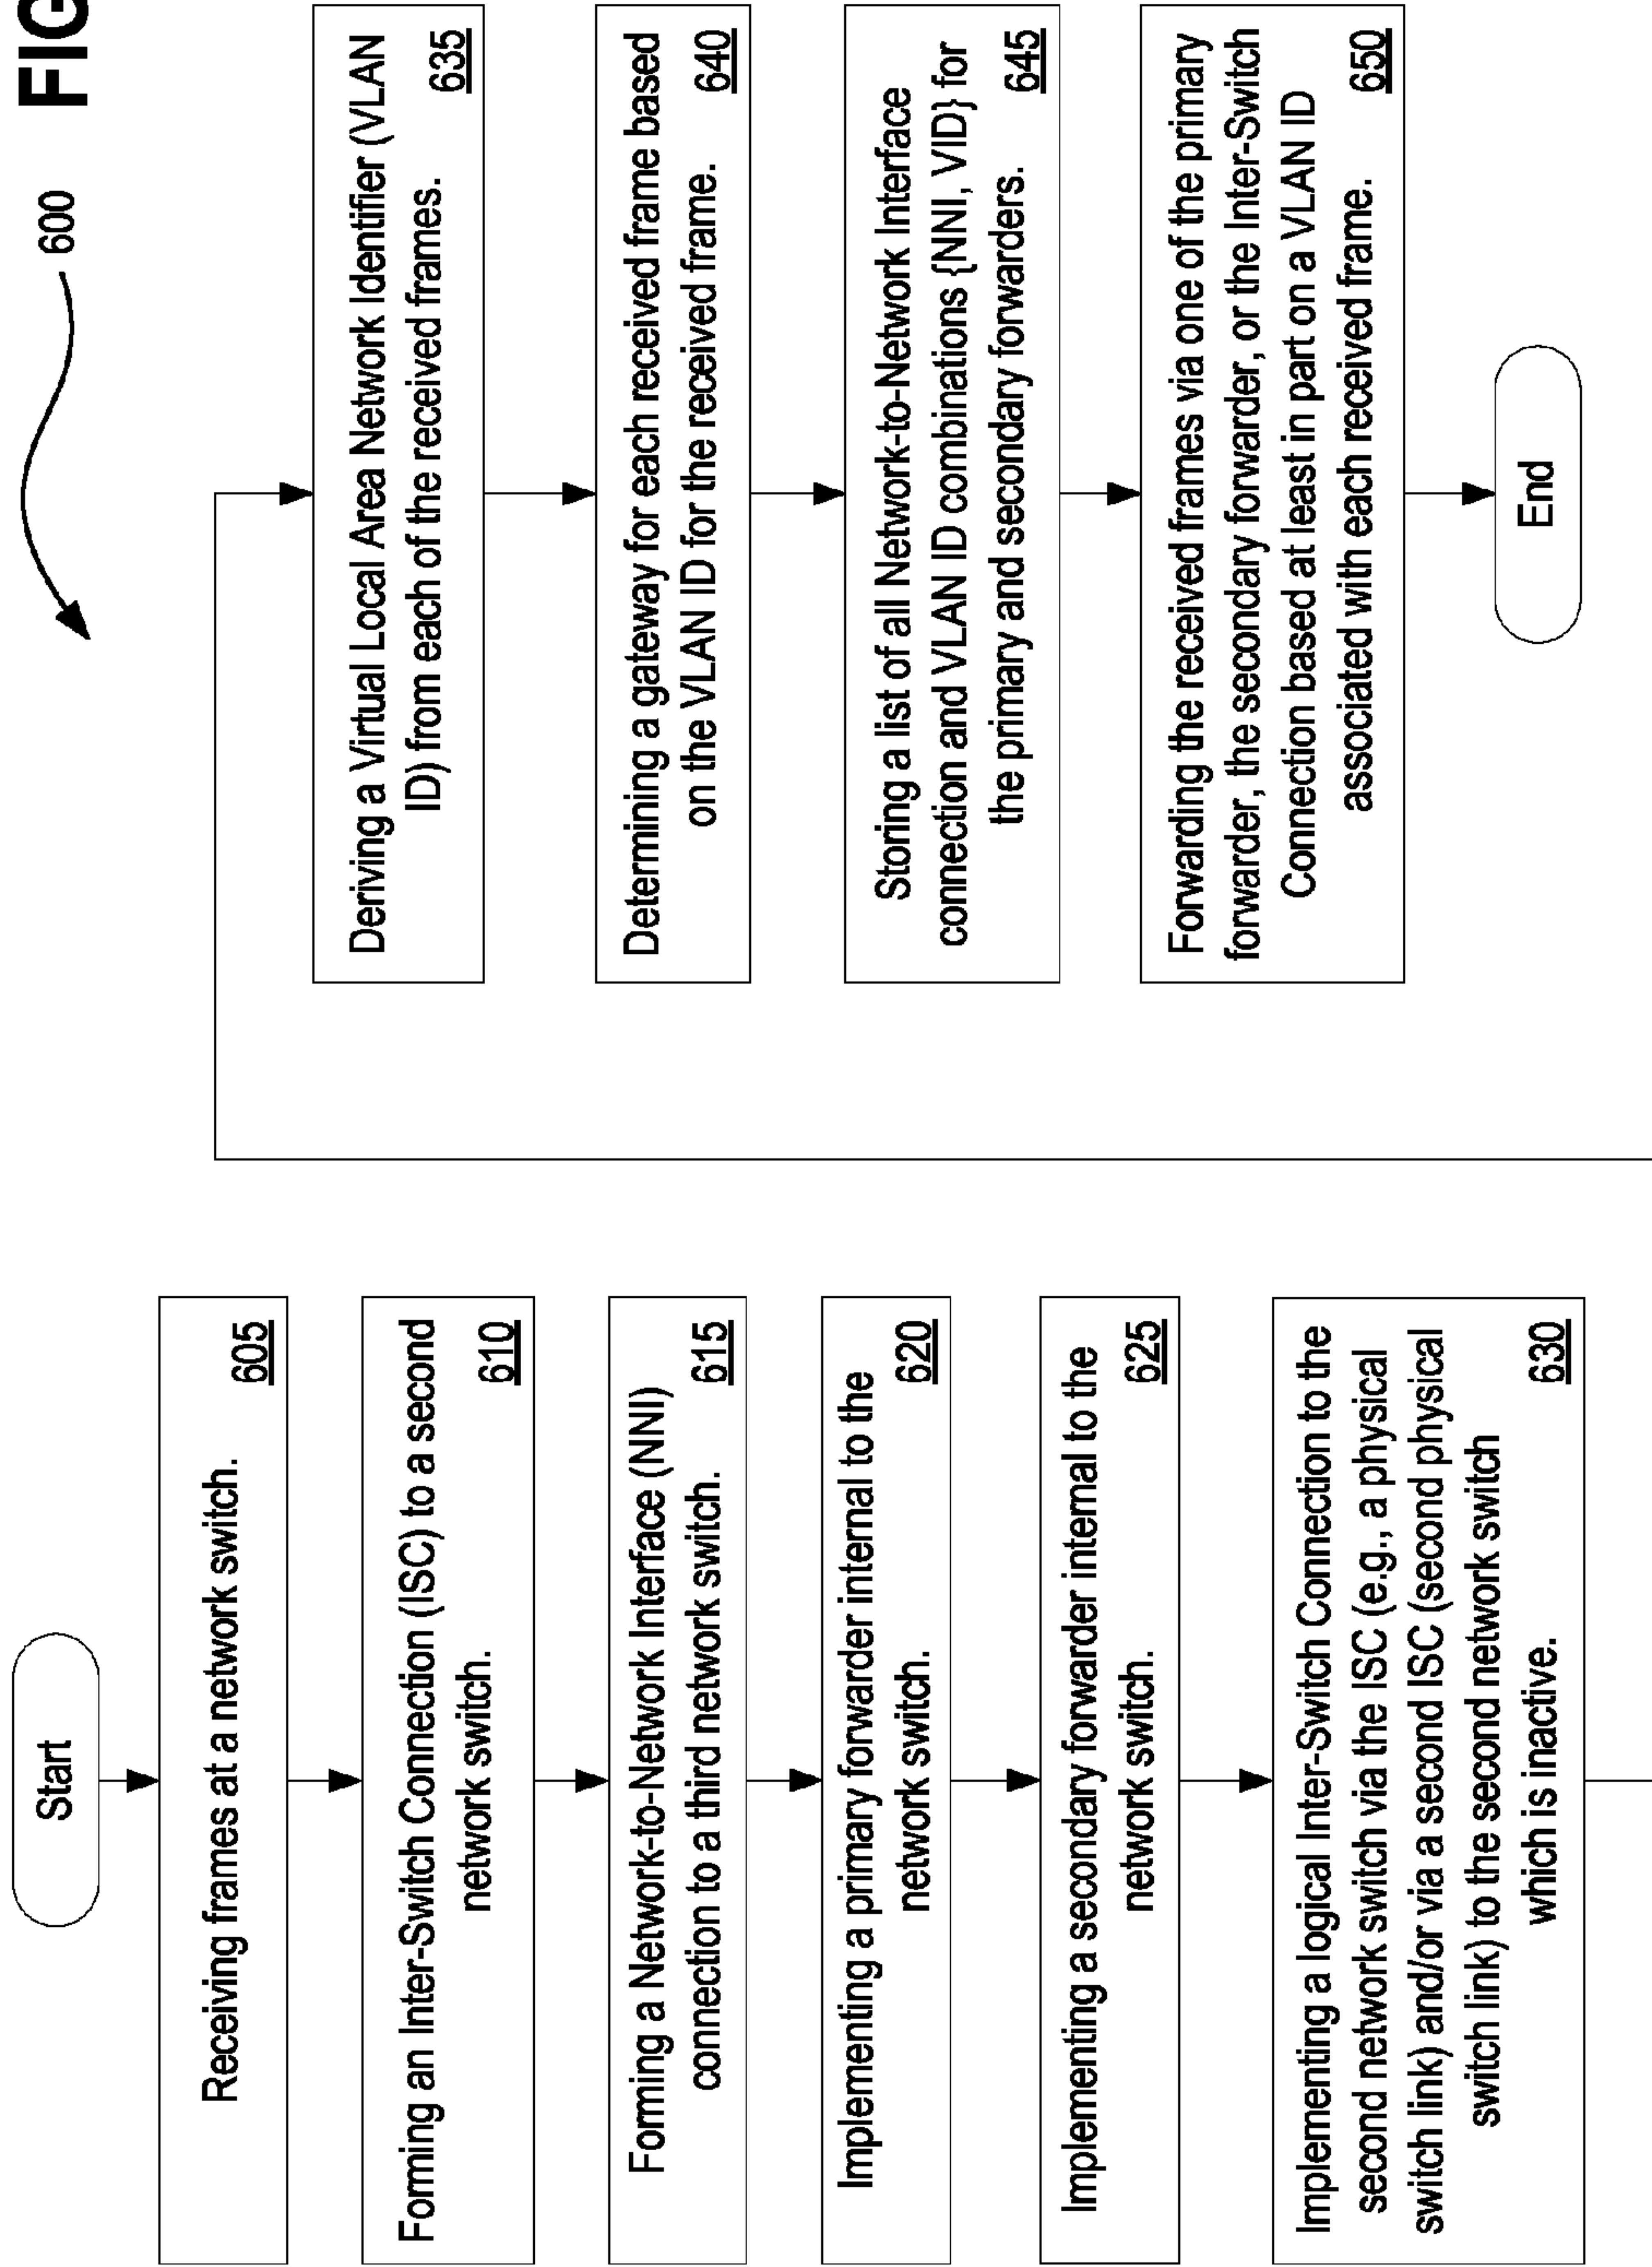 FIG
600
Start
Receiving frames at a network switch.
605
Forming an Inter-Switch Connection (ISC) to a second
network switch.
610
Forming a Network-to-Network Interface (NNI)
connection to a third network switch.
615
Implementing a primary forwarder internal to the
network switch.
620
Implementing a secondary forwarder internal to the
network switch.
625
Implementing a logical Inter-Switch Connection to the
second network switch via the ISC (e.g., a physical
switch link) and/or via a second ISC (second physical
switch link) to the second network switch
which is inactive.
630
Deriving a Virtual Local Area Network Identifier (VLAN
ID) from each of the received frames.
635
Determining a gateway for each received frame based
on the VLAN ID for the received frame.
640
Storing a list of all Network-to-Network Interface
connection and VLAN ID combinations {NNI, VID} for
the primary and secondary forwarders.
645
Forwarding the received frames via one of the primary
forwarder, the secondary forwarder, or the Inter-Switch
Connection based at least in part on a VLAN ID
associated with each received frame.
650
End